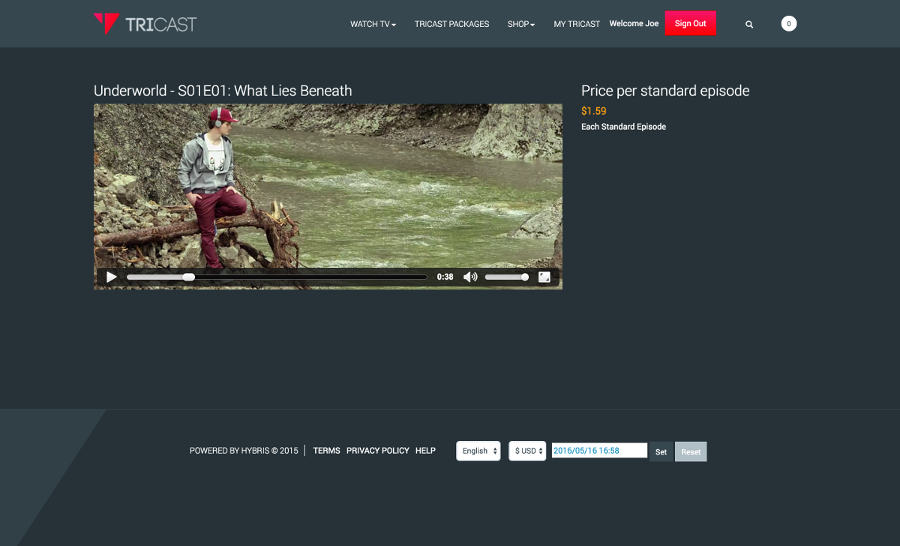 TRICAST
WATCH TV
TRICAST PACKAGES
SHOP
MY TRICAST
Welcome Joe
Sign Out
0
Underworld - S01E01: What Lies Beneath
Price per standard episode
$1.59
Each Standard Episode
0:38
POWERED BY HYBRIS © 2015
TERMS
PRIVACY POLICY
HELP
English
$ USD
2016/05/16 16:58
Set
Reset